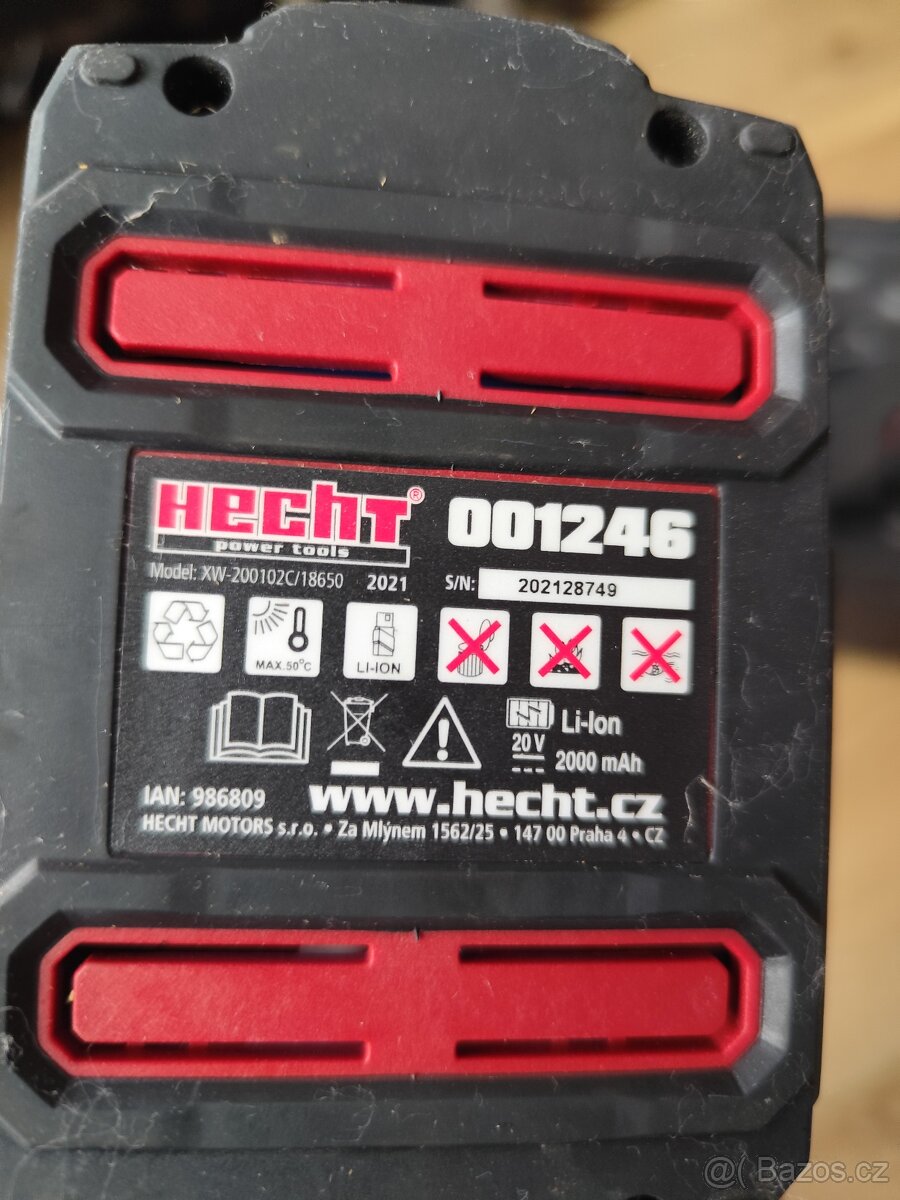 HECHT® 001246
power tools
Model: XW-200102C/18650 2021 S/N: 202128749
MAX.50°C LI-ION
Li-Ion
20 V 2000 mAh
IAN: 986809 www.hecht.cz
HECHT MOTORS s.r.o. • Za Mlýnem 1562/25 • 147 00 Praha 4 • CZ
@( Bazos.cz